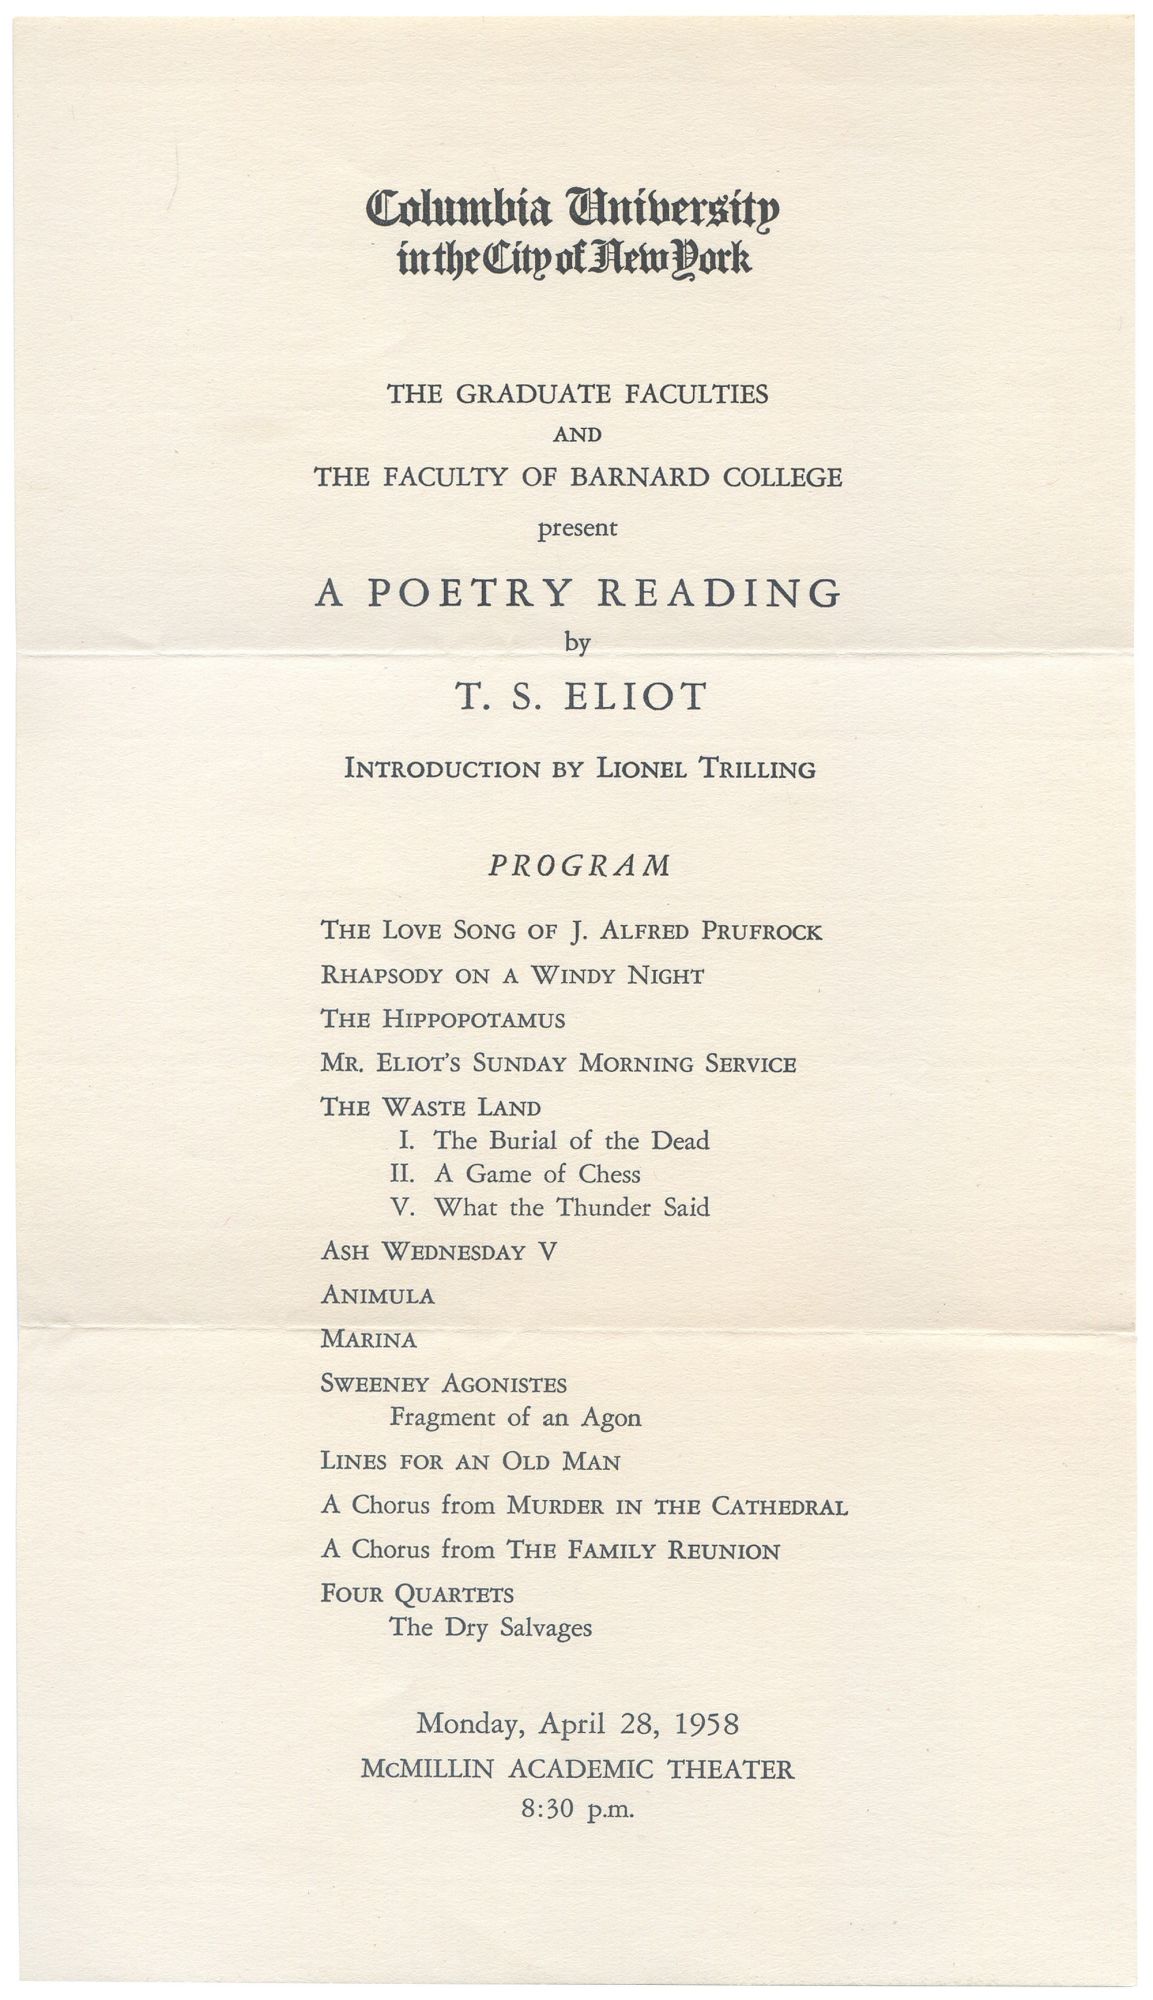 Columbia University
in the City of New York
THE GRADUATE FACULTIES
AND
THE FACULTY OF BARNARD COLLEGE
present
A POETRY READING
by
T. S. ELIOT
INTRODUCTION BY LIONEL TRILLING
PROGRAM
THE LOVE SONG OF J. ALFRED PRUFROCK
RHAPSODY ON A WINDY NIGHT
THE HIPPOPOTAMUS
MR. ELIOT'S SUNDAY MORNING SERVICE
THE WASTE LAND
I. The Burial of the Dead
II. A Game of Chess
V. What the Thunder Said
ASH WEDNESDAY V
ANIMULA
MARINA
SWEENEY AGONISTES
Fragment of an Agon
LINES FOR AN OLD MAN
A Chorus from MURDER IN THE CATHEDRAL
A Chorus from THE FAMILY REUNION
FOUR QUARTETS
The Dry Salvages
Monday, April 28, 1958
McMILLIN ACADEMIC THEATER
8:30 p.m.